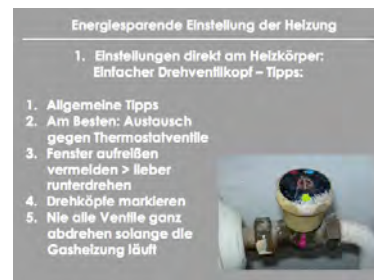 Energiesparende Einstellung der Heizung
1. Einstellungen direkt am Heizkörper:
Einfacher Drehventilkopf – Tipps:
1. Allgemeine Tipps
2. Am Besten: Austausch
gegen Thermostatventile
3. Fenster aufreißen
vermeiden > lieber
runterdrehen
4. Drehköpfe markieren
5. Nie alle Ventile ganz
abdrehen solange die
Gasheizung läuft